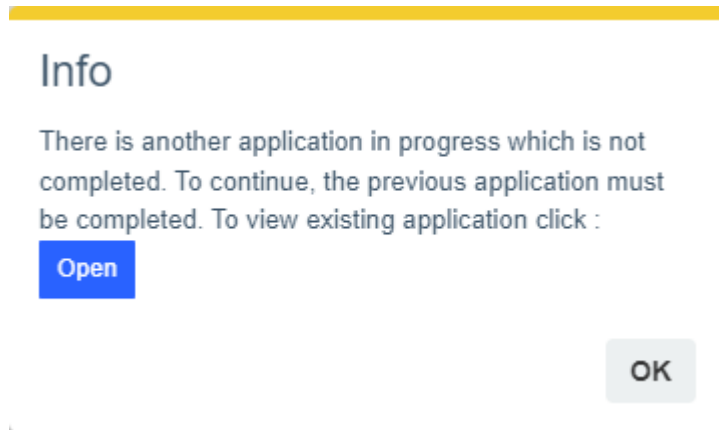 Info
There is another application in progress which is not
completed. To continue, the previous application must
be completed. To view existing application click :
Open
OK